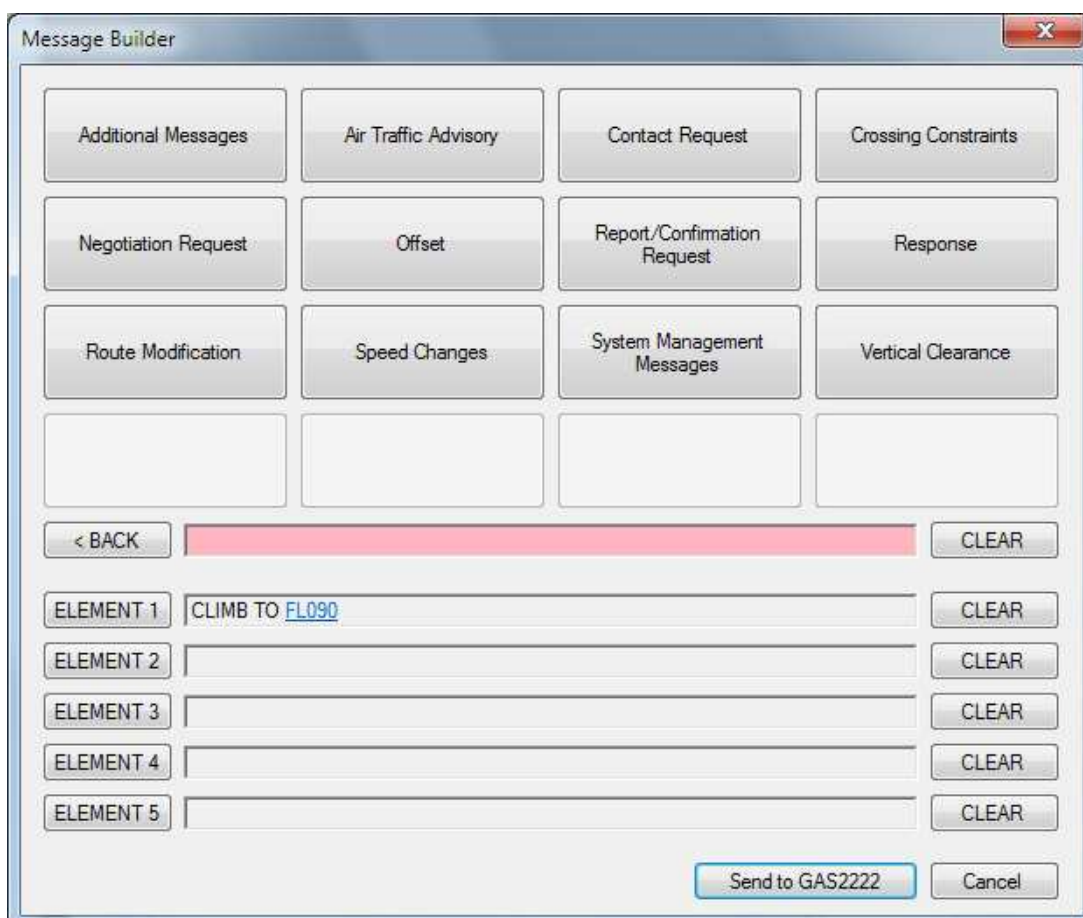 Message Builder
X
Additional Messages
Air Traffic Advisory
Contact Request
Crossing Constraints
Negotiation Request
Offset
Report/Confirmation
Request
Response
Route Modification
Speed Changes
System Management
Messages
Vertical Clearance
< BACK
CLEAR
ELEMENT 1
CLIMB TO FL090
CLEAR
ELEMENT 2
CLEAR
ELEMENT 3
CLEAR
ELEMENT 4
CLEAR
ELEMENT 5
CLEAR
Send to GAS2222
Cancel